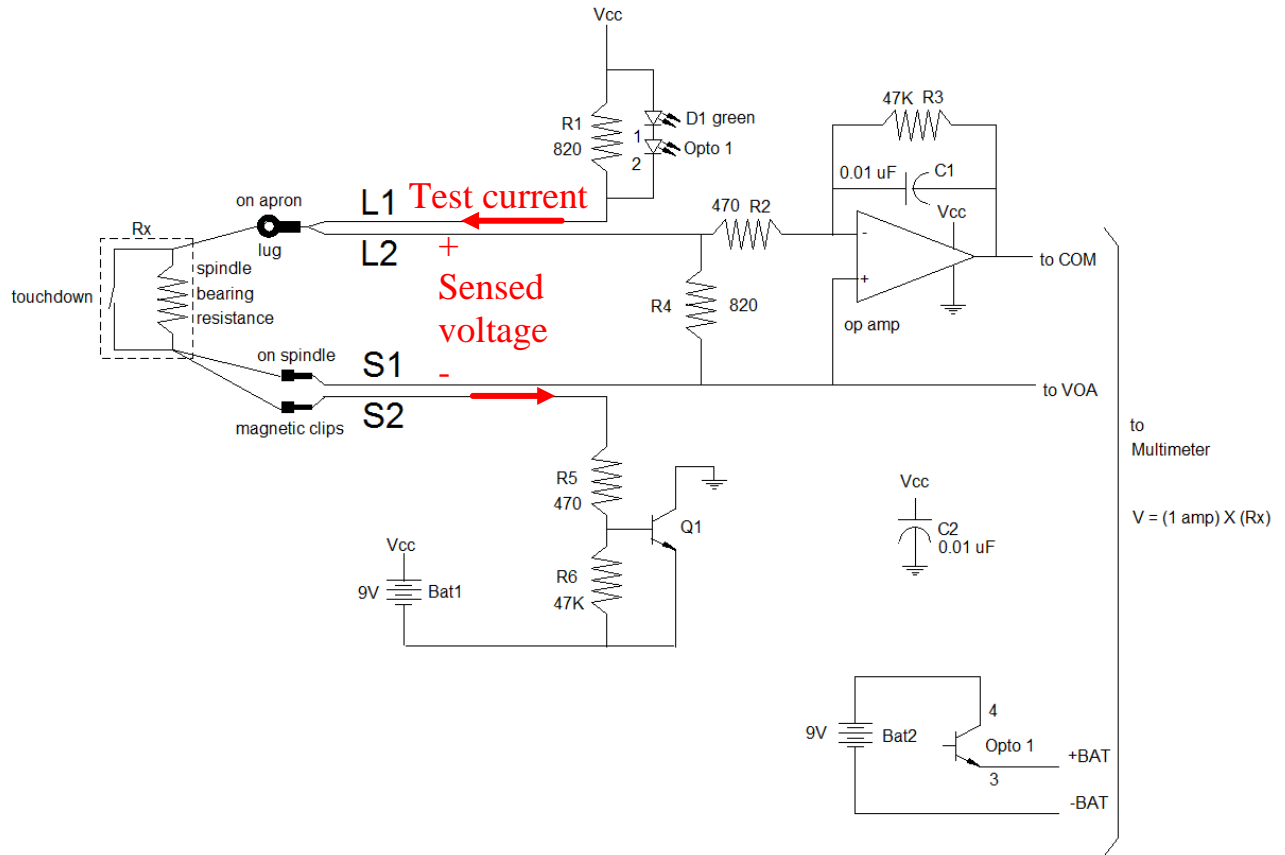 Vcc
R1
820
1
2
D1 green
Opto 1
47K R3
0.01 uF
C1
on apron
lug
L1
Test current
L2
470 R2
Vcc
-
+
op amp
to COM
Rx
touchdown
spindle
bearing
resistance
+
Sensed
voltage
-
R4
820
on spindle
S1
S2
magnetic clips
to VOA
to
Multimeter
V = (1 amp) X (Rx)
R5
470
Q1
R6
47K
Vcc
9V
Bat1
Vcc
C2
0.01 uF
9V
Bat2
4
Opto 1
3
+BAT
-BAT